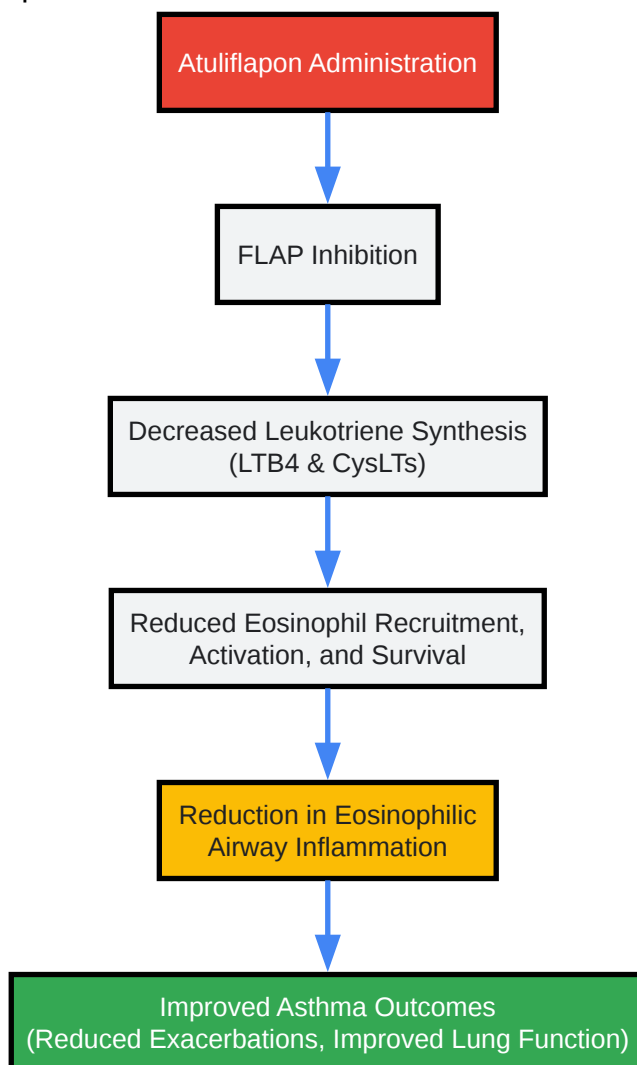 Atuliflapon Administration
FLAP Inhibition
Decreased Leukotriene Synthesis
(LTB4 & CysLTs)
Reduced Eosinophil Recruitment,
Activation, and Survival
Reduction in Eosinophilic
Airway Inflammation
Improved Asthma Outcomes
(Reduced Exacerbations, Improved Lung Function)